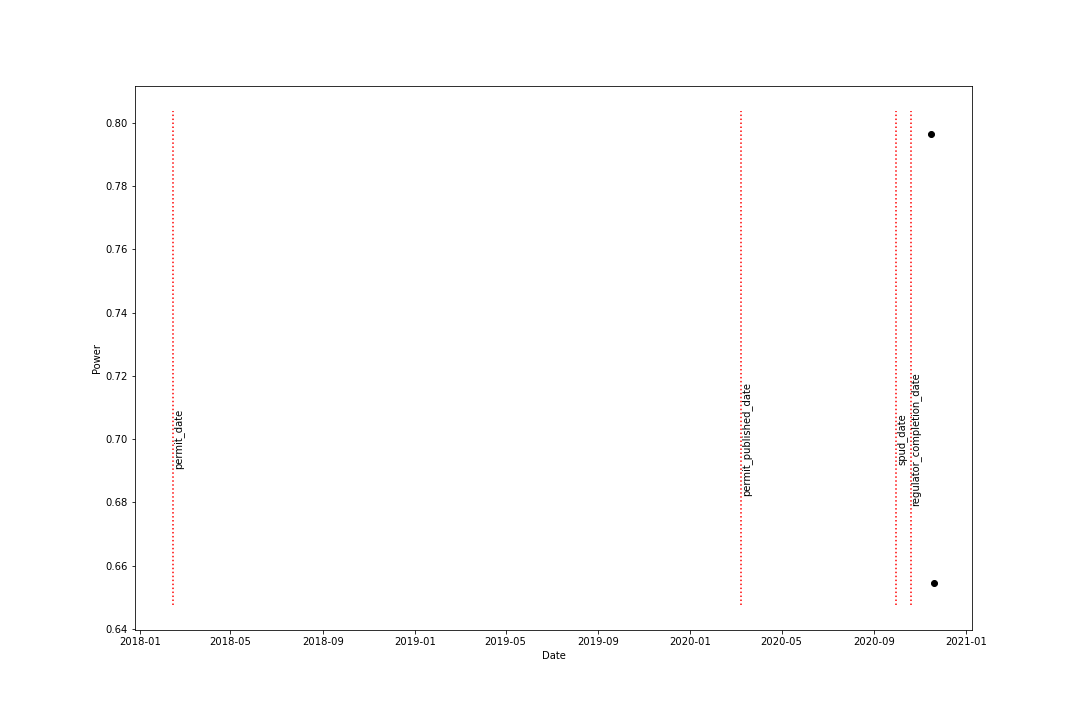 0.80
0.78
0.76
0.74
0.72
0.70
0.68
0.66
0.64
Power
permit_date
permit_published_date
spud_date
regulator_completion_date
2018-01 2018-05 2018-09 2019-01 2019-05 2019-09 2020-01 2020-05 2020-09 2021-01
Date